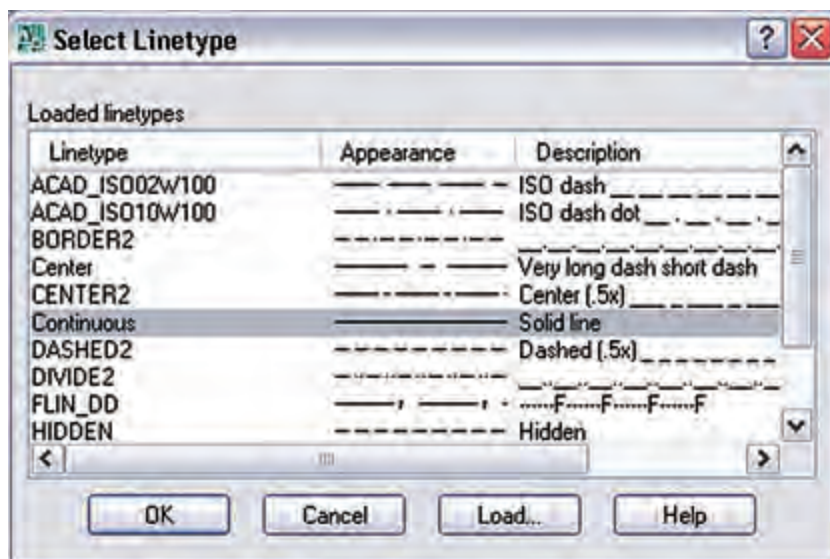 Select Linetype
Loaded linetypes
Linetype Appearance Description
ACAD_ISO02W100 ISO dash
ACAD_ISO10W100 ISO dash dot
BORDER2
Center Very long dash short dash
CENTER2 Center (.5x)
Continuous Solid line
DASHED2 Dashed (.5x)
DIVIDE2
FLIN_DD ......F......F......F......F
HIDDEN Hidden
OK Cancel Load... Help